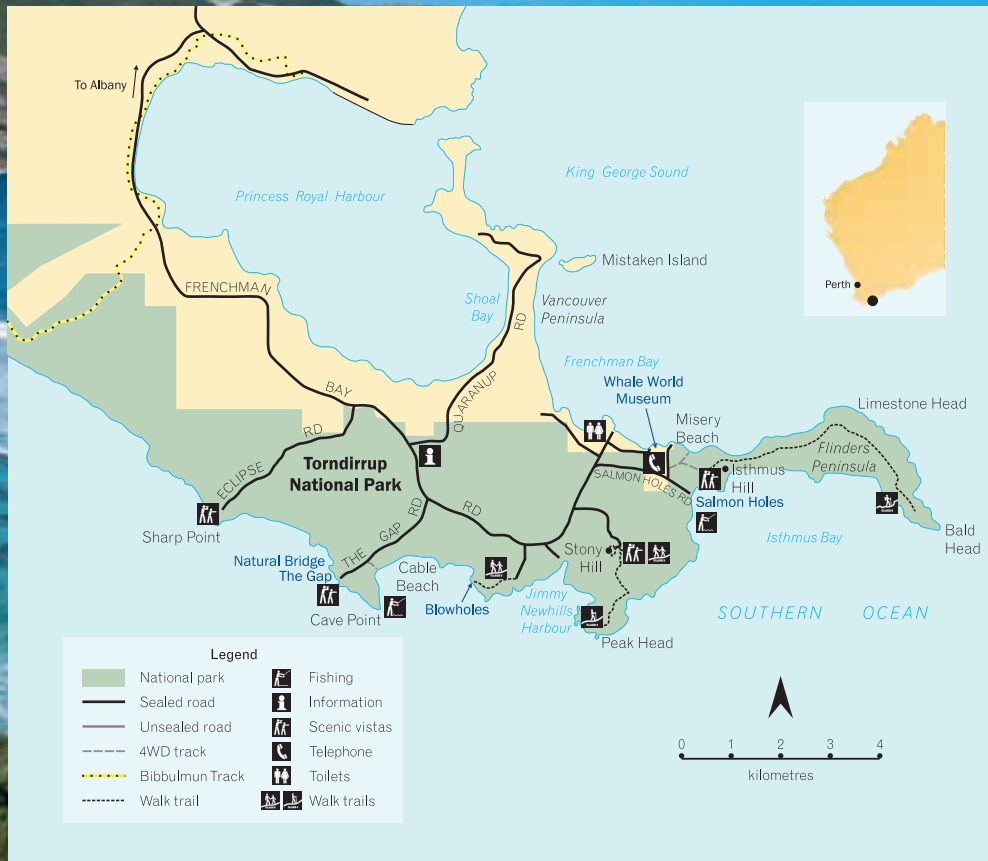 To Albany
Princess Royal Harbour
King George Sound
Perth
Mistaken Island
FRENCHMAN
Shoal
Bay
RD
Vancouver
Peninsula
Frenchman Bay
Whale World
Museum
BAY
QUARANUP
Misery
Beach
Limestone Head
RD
ECLIPSE
Torndirrup
National Park
Flinders
Peninsula
SALMON HOLES RD
Isthmus
Hill
Salmon Holes
Sharp Point
THE GAP RD
RD
Isthmus Bay
Bald
Head
Natural Bridge
The Gap
Cable
Beach
Stony
Hill
Cave Point
Blowholes
Jimmy
Newhills
Harbour
SOUTHERN OCEAN
Peak Head
Legend
National park
Fishing
Sealed road
Information
Unsealed road
Scenic vistas
4WD track
Telephone
Bibbulmun Track
Toilets
Walk trail
Walk trails
0 1 2 3 4
kilometres